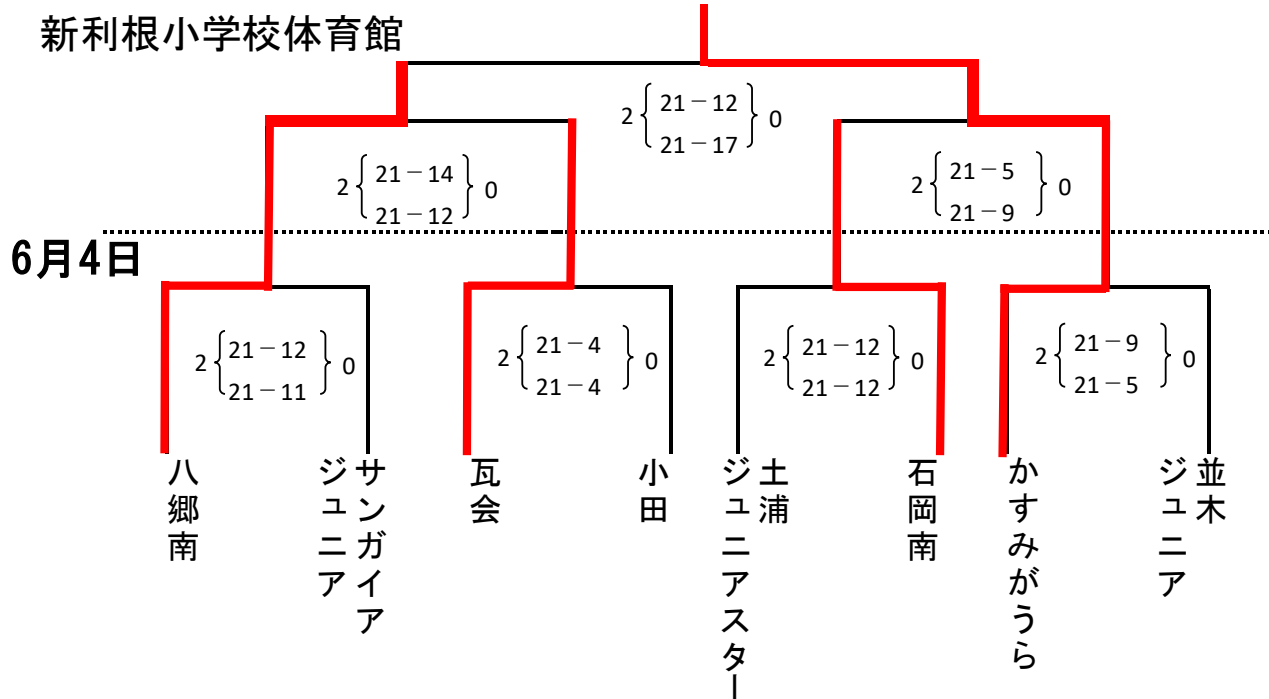 新利根小学校体育館
2 { 21－12 } 0
21－17
2 { 21－14 } 0
21－12
2 { 21－5 } 0
21－9
6月4日
2 { 21－12 } 0
21－11
2 { 21－4 } 0
21－4
2 { 21－12 } 0
21－12
2 { 21－9 } 0
21－5
八郷南
サンガイア
ジュニア
瓦会
小田
土浦
ジュニアスター
石岡南
かすみがうら
並木
ジュニア